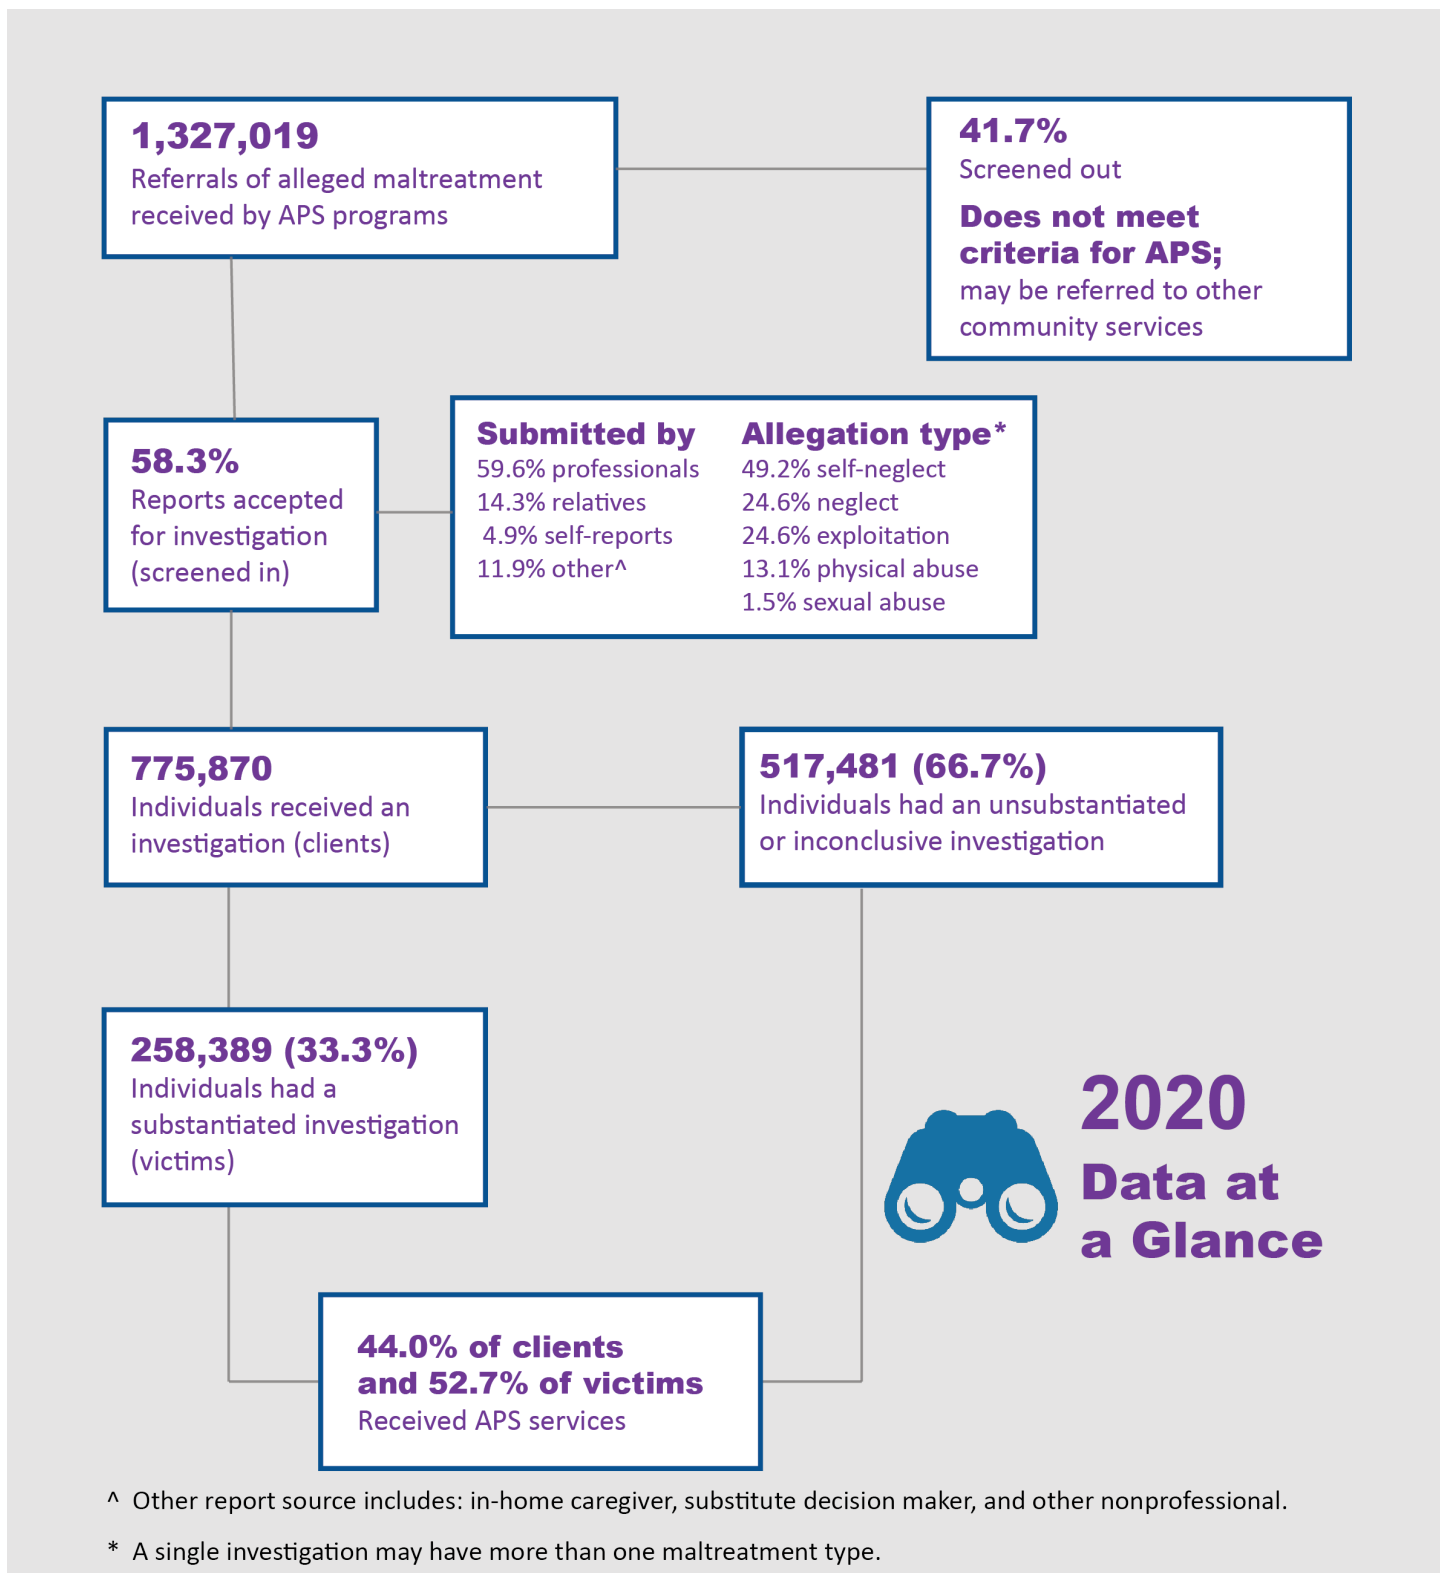 1,327,019
Referrals of alleged maltreatment
received by APS programs
41.7%
Screened out
Does not meet
criteria for APS;
may be referred to other
community services
58.3%
Reports accepted
for investigation
(screened in)
Submitted by
59.6% professionals
14.3% relatives
4.9% self-reports
11.9% other^
Allegation type*
49.2% self-neglect
24.6% neglect
24.6% exploitation
13.1% physical abuse
1.5% sexual abuse
775,870
Individuals received an
investigation (clients)
517,481 (66.7%)
Individuals had an unsubstantiated
or inconclusive investigation
258,389 (33.3%)
Individuals had a
substantiated investigation
(victims)
2020
Data at
a Glance
44.0% of clients
and 52.7% of victims
Received APS services
^ Other report source includes: in-home caregiver, substitute decision maker, and other nonprofessional.
* A single investigation may have more than one maltreatment type.